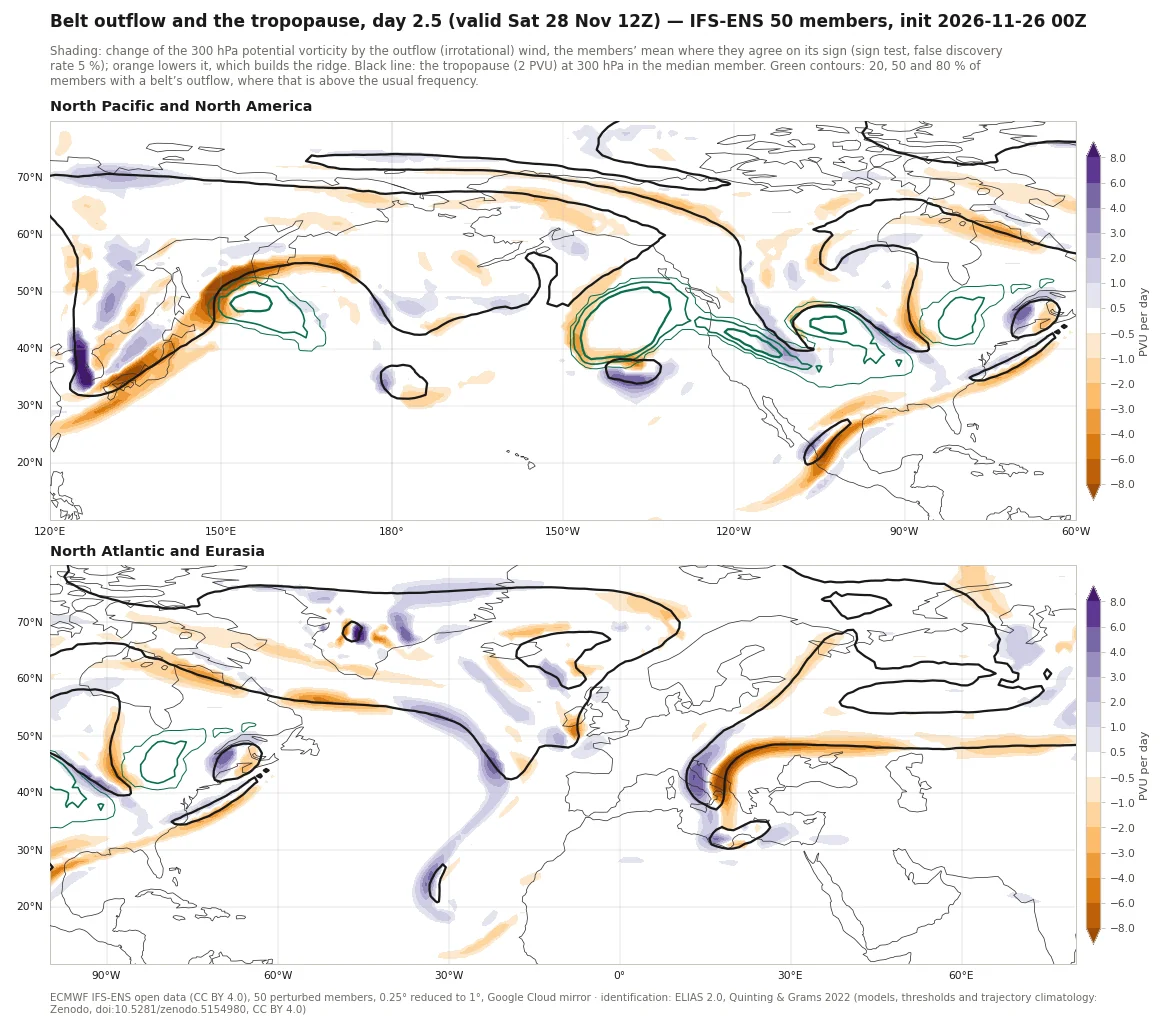 Belt outflow and the tropopause, day 2.5 (valid Sat 28 Nov 12Z) — IFS-ENS 50 members, init 2026-11-26 00Z
Shading: change of the 300 hPa potential vorticity by the outflow (irrotational) wind, the members’ mean where they agree on its sign (sign test, false discovery
rate 5 %); orange lowers it, which builds the ridge. Black line: the tropopause (2 PVU) at 300 hPa in the median member. Green contours: 20, 50 and 80 % of
members with a belt’s outflow, where that is above the usual frequency.
North Pacific and North America
70°N
60°N
50°N
40°N
30°N
20°N
120°E
150°E
180°
150°W
120°W
90°W
60°W
8.0
6.0
4.0
3.0
2.0
1.0
0.5
−0.5
−1.0
−2.0
−3.0
−4.0
−6.0
−8.0
PVU per day
North Atlantic and Eurasia
70°N
60°N
50°N
40°N
30°N
20°N
90°W
60°W
30°W
0°
30°E
60°E
8.0
6.0
4.0
3.0
2.0
1.0
0.5
−0.5
−1.0
−2.0
−3.0
−4.0
−6.0
−8.0
PVU per day
ECMWF IFS-ENS open data (CC BY 4.0), 50 perturbed members, 0.25° reduced to 1°, Google Cloud mirror · identification: ELIAS 2.0, Quinting & Grams 2022 (models, thresholds and trajectory climatology:
Zenodo, doi:10.5281/zenodo.5154980, CC BY 4.0)